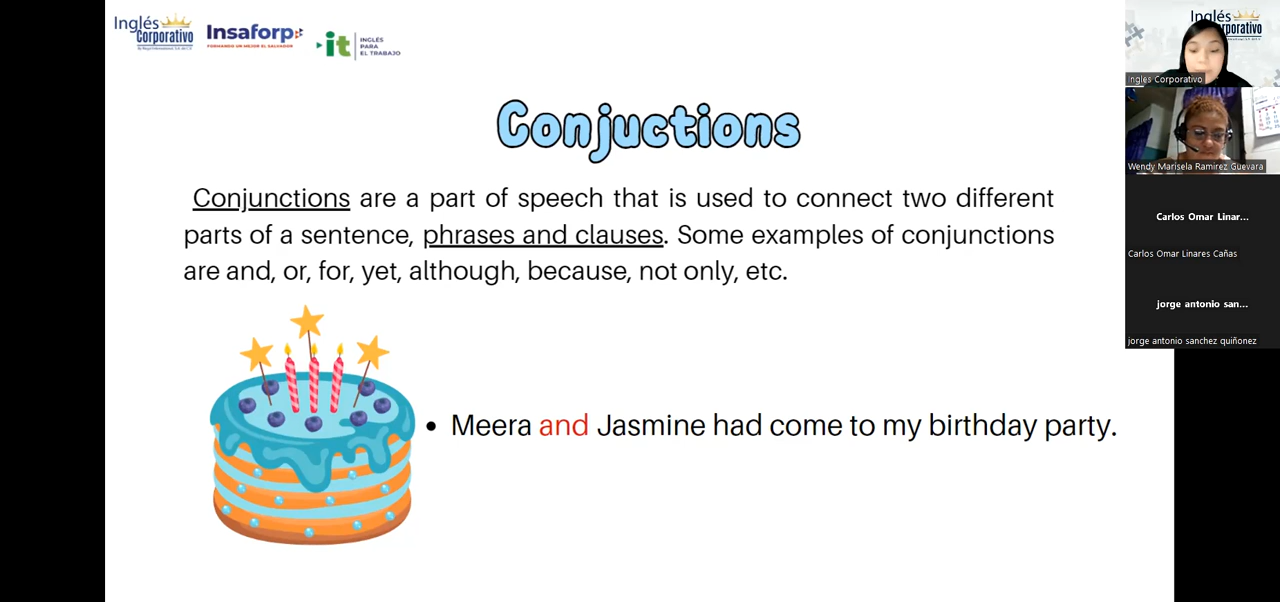 Inglés
Corporativo
Insaforp
FORMANDO UN MEJOR EL SALVADOR
it
INGLÉS
PARA
EL TRABAJO
Conjuctions
Conjunctions are a part of speech that is used to connect two different
parts of a sentence, phrases and clauses. Some examples of conjunctions
are and, or, for, yet, although, because, not only, etc.
• Meera and Jasmine had come to my birthday party.
Inglés
Inglés Corporativo
Wendy Marisela Ramirez Guevara
Carlos Omar Linar...
Carlos Omar Linares Cañas
jorge antonio san...
jorge antonio sanchez quiñonez